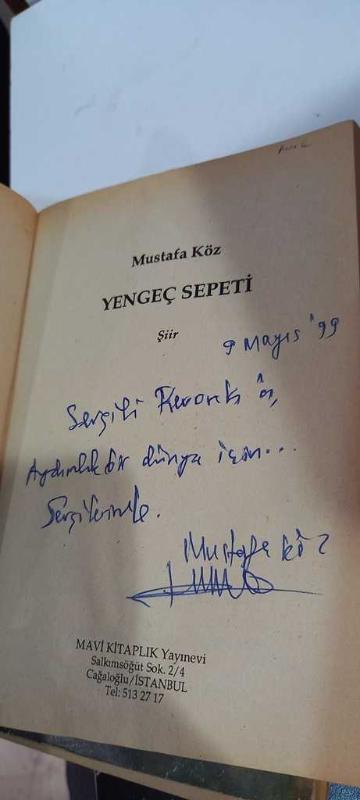 Mustafa Köz
YENGEÇ SEPETİ
Şiir
9 Mayıs '99
Sevgili Kevork'a,
Aydınlık bir dünya için...
Sevgilerimle.
Mustafa Köz
MAVİ KİTAPLIK Yayınevi
Salkımsöğüt Sok. 2/4
Cağaloğlu/İSTANBUL
Tel: 513 27 17